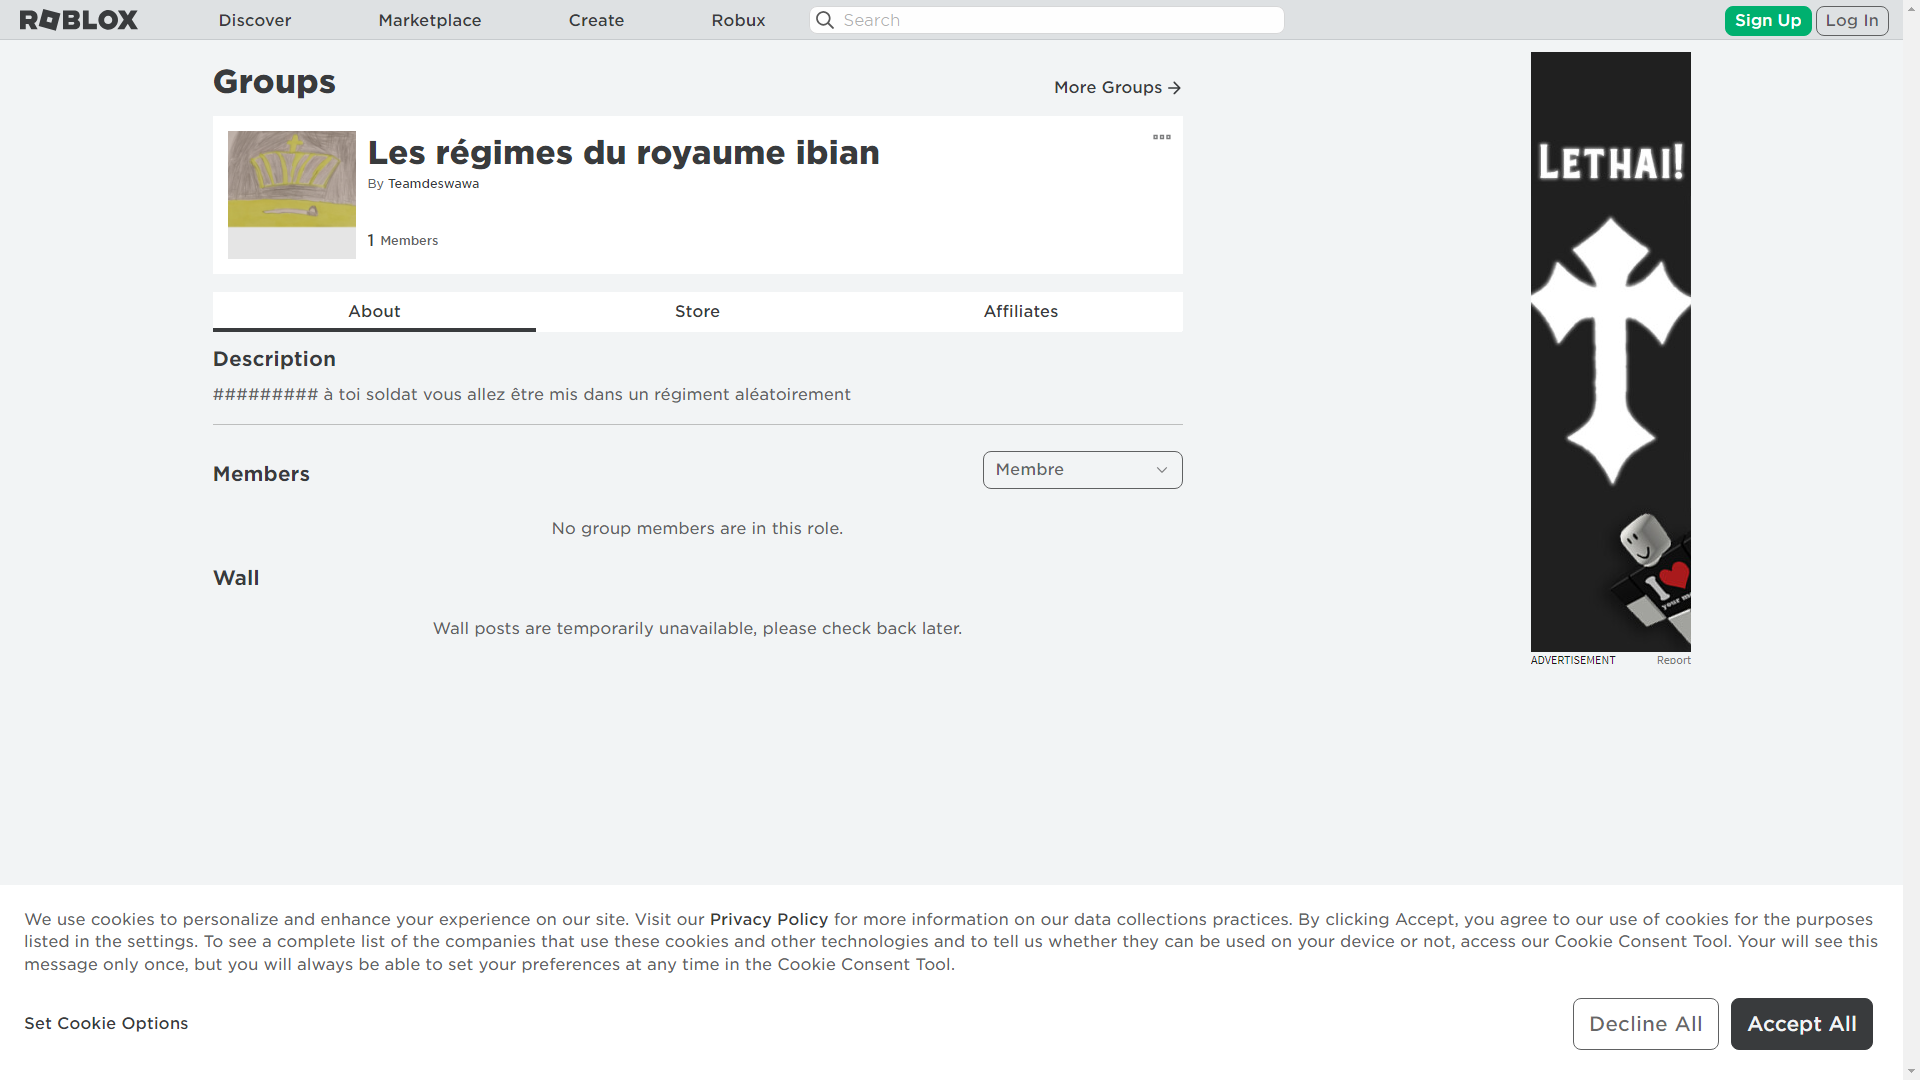 ROBLOX
Discover
Marketplace
Create
Robux
Search
Sign Up
Log In
Groups
More Groups
Les régimes du royaume ibian
By Teamdeswawa
1 Members
About
Store
Affiliates
Description
######### à toi soldat vous allez être mis dans un régiment aléatoirement
Members
Membre
No group members are in this role.
Wall
Wall posts are temporarily unavailable, please check back later.
LETHAI!
I
your
ADVERTISEMENT
Report
We use cookies to personalize and enhance your experience on our site. Visit our Privacy Policy for more information on our data collections practices. By clicking Accept, you agree to our use of cookies for the purposes
listed in the settings. To see a complete list of the companies that use these cookies and other technologies and to tell us whether they can be used on your device or not, access our Cookie Consent Tool. Your will see this
message only once, but you will always be able to set your preferences at any time in the Cookie Consent Tool.
Set Cookie Options
Decline All
Accept All